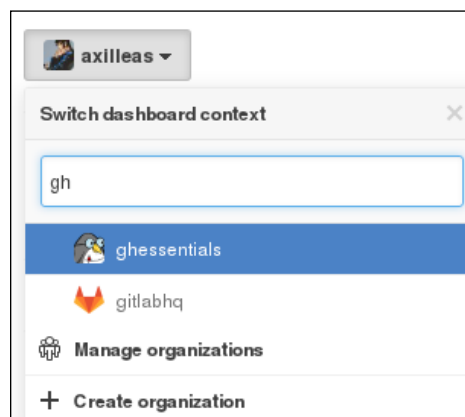 axilleas
Switch dashboard context
gh
ghessentials
gitlabhq
Manage organizations
Create organization